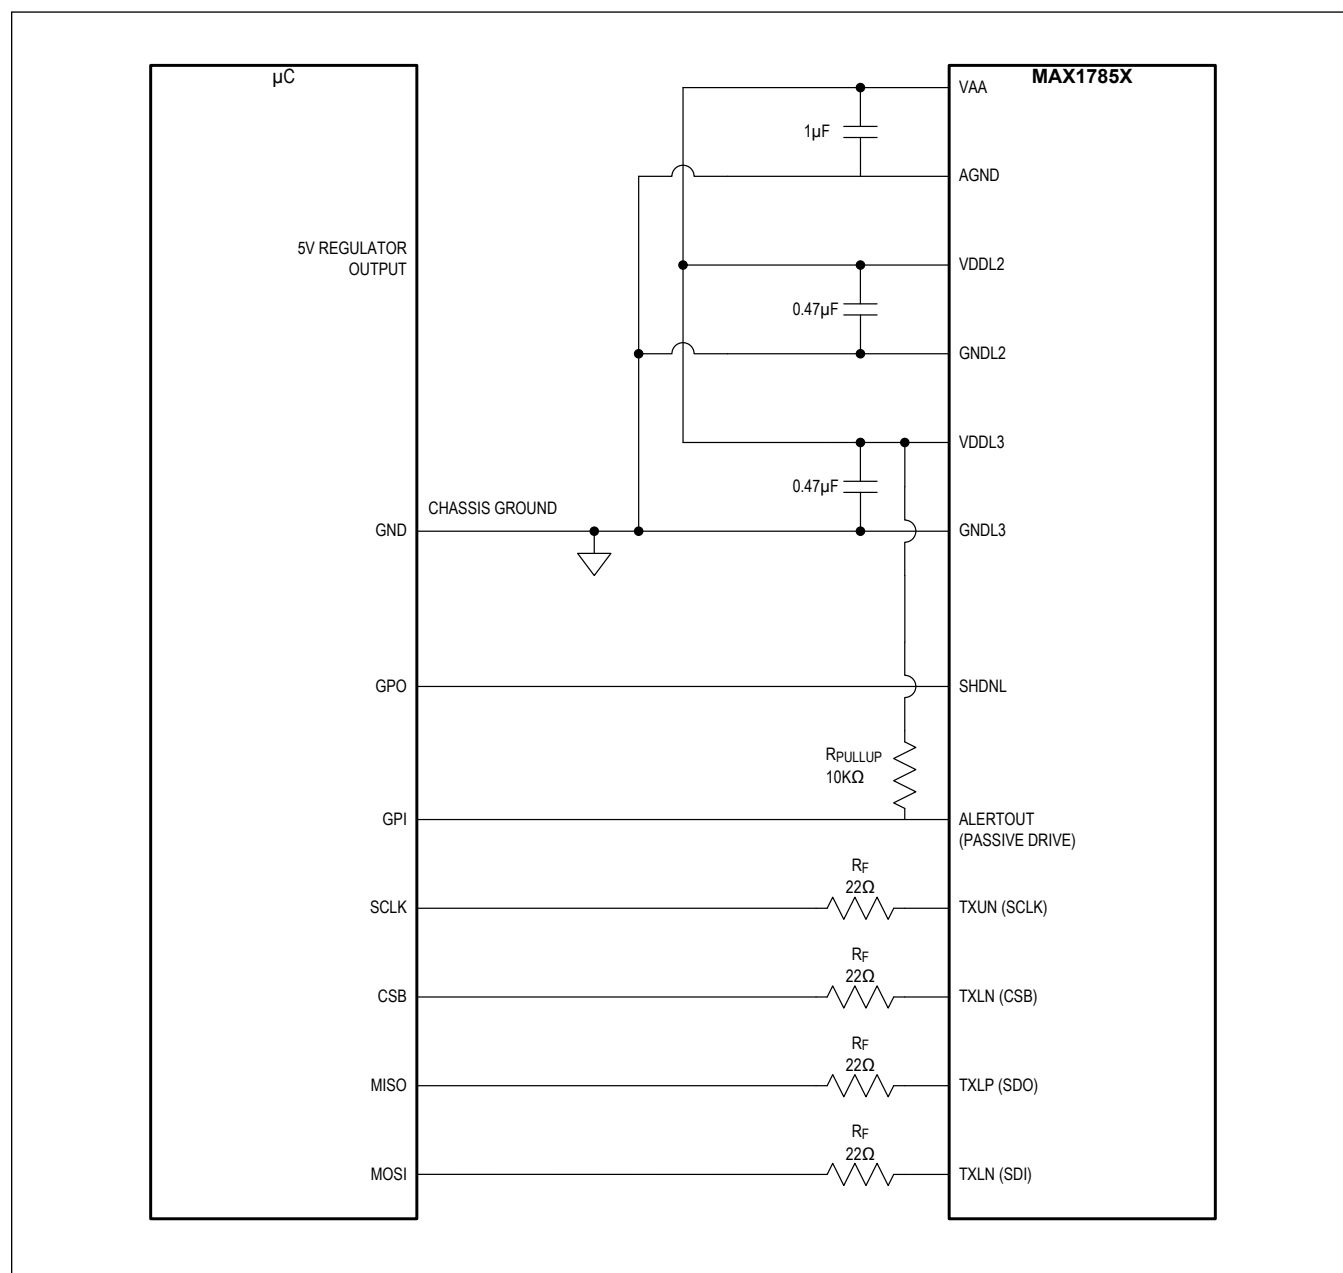 µC
MAX1785X
VAA
1µF
AGND
5V REGULATOR
OUTPUT
VDDL2
0.47µF
GNDL2
VDDL3
0.47µF
CHASSIS GROUND
GND
GNDL3
GPO
SHDNL
RPULLUP
10KΩ
GPI
ALERTOUT
(PASSIVE DRIVE)
RF
22Ω
SCLK
TXUN (SCLK)
RF
22Ω
CSB
TXLN (CSB)
RF
22Ω
MISO
TXLP (SDO)
RF
22Ω
MOSI
TXLN (SDI)